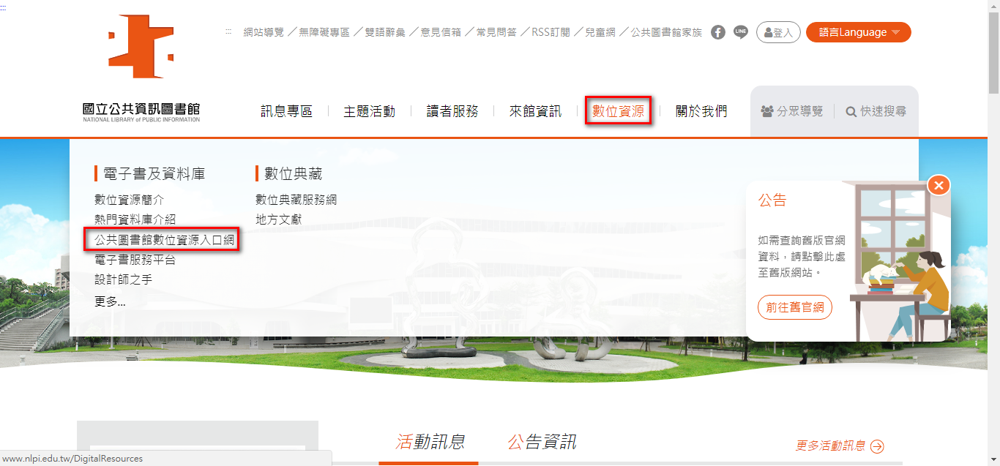 :::
::: 網站導覽 ／無障礙專區 ／雙語辭彙 ／意見信箱 ／常見問答 ／RSS訂閱 ／兒童網 ／公共圖書館家族 LINE 登入 語言Language
國立公共資訊圖書館
NATIONAL LIBRARY of PUBLIC INFORMATION
訊息專區 主題活動 讀者服務 來館資訊 數位資源 關於我們 分眾導覽 快速搜尋
電子書及資料庫
數位資源簡介
熱門資料庫介紹
公共圖書館數位資源入口網
電子書服務平台
設計師之手
更多...
數位典藏
數位典藏服務網
地方文獻
公告
如需查詢舊版官網
資料，請點擊此處
至舊版網站。
前往舊官網
活動訊息 公告資訊
更多活動訊息
www.nlpi.edu.tw/DigitalResources